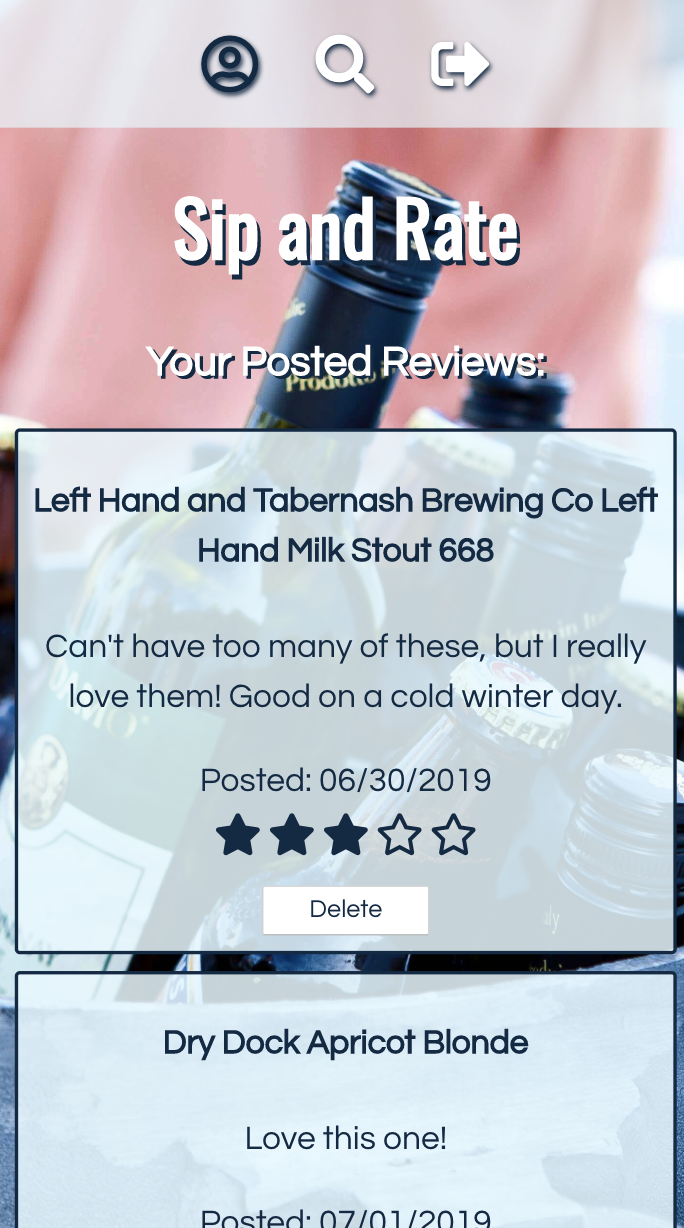 Sip and Rate
Your Posted Reviews:
Left Hand and Tabernash Brewing Co Left
Hand Milk Stout 668
Can't have too many of these, but I really
love them! Good on a cold winter day.
Posted: 06/30/2019
Delete
Dry Dock Apricot Blonde
Love this one!
Posted: 07/01/2019